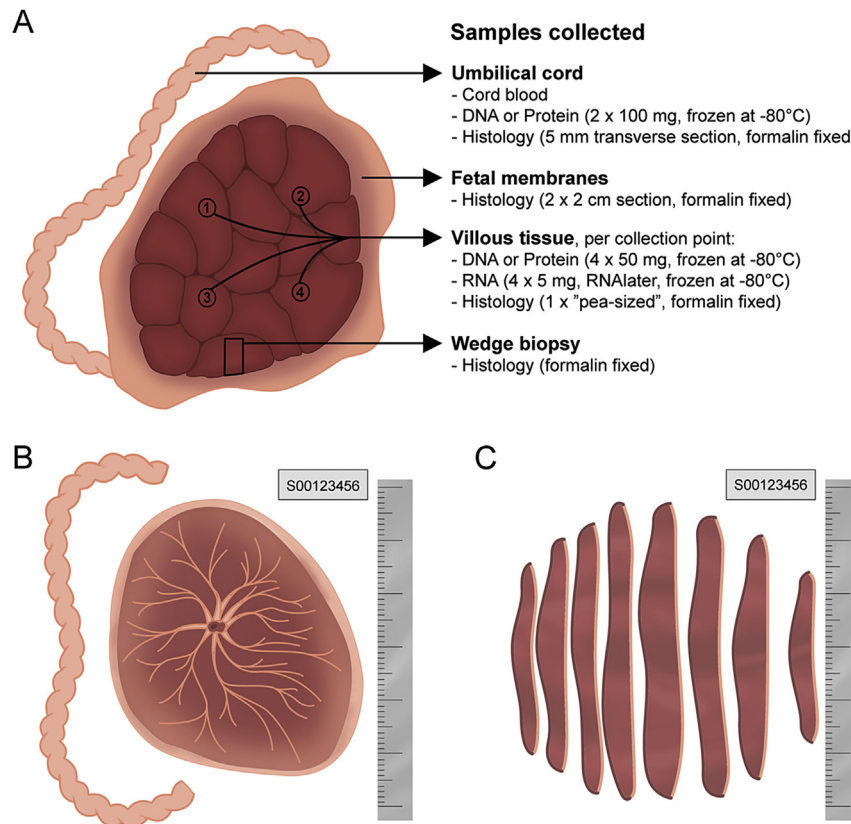 A
Samples collected
Umbilical cord
- Cord blood
- DNA or Protein (2 x 100 mg, frozen at -80°C)
- Histology (5 mm transverse section, formalin fixed
Fetal membranes
- Histology (2 x 2 cm section, formalin fixed)
Villous tissue, per collection point:
- DNA or Protein (4 x 50 mg, frozen at -80°C)
- RNA (4 x 5 mg, RNAlater, frozen at -80°C)
- Histology (1 x "pea-sized", formalin fixed)
Wedge biopsy
- Histology (formalin fixed)
1
2
3
4
B
S00123456
C
S00123456